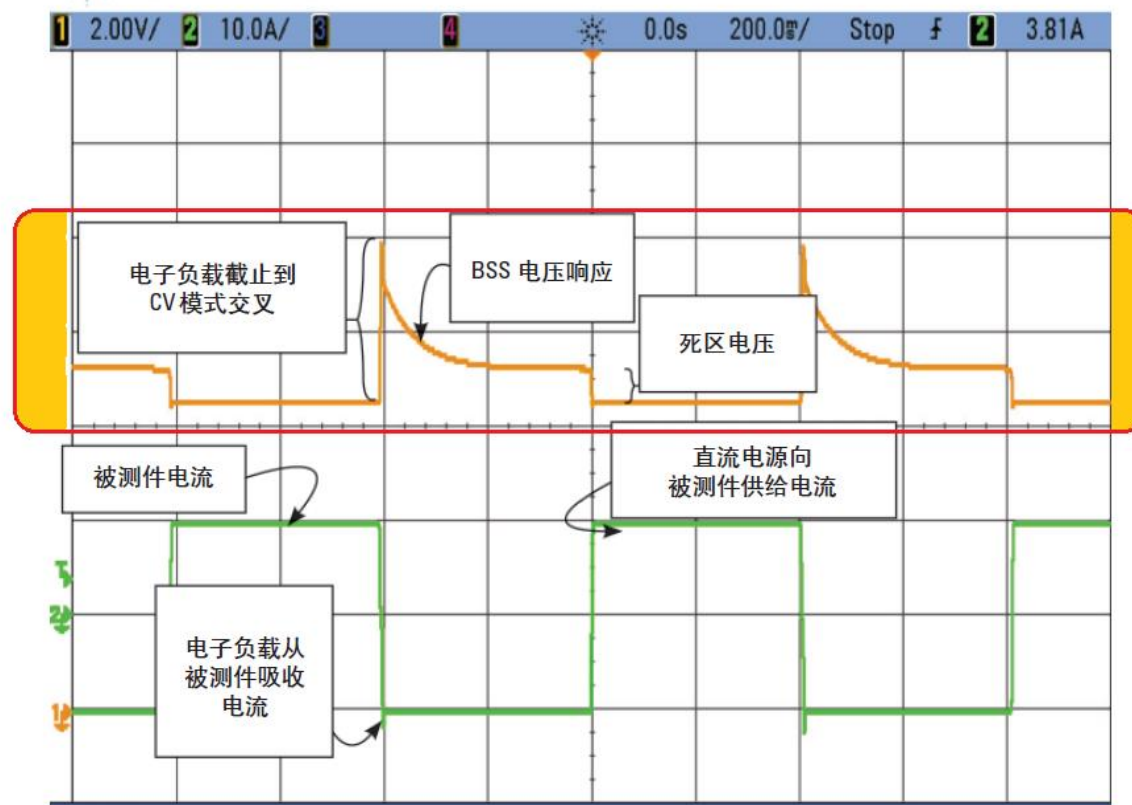 1 2.00V/ 2 10.0A/ 3 4 0.0s 200.0㎳/ Stop 2 3.81A
电子负载截止到
CV 模式交叉
BSS 电压响应
死区电压
被测件电流
直流电源向
被测件供给电流
T
2
电子负载从
被测件吸收
电流
1